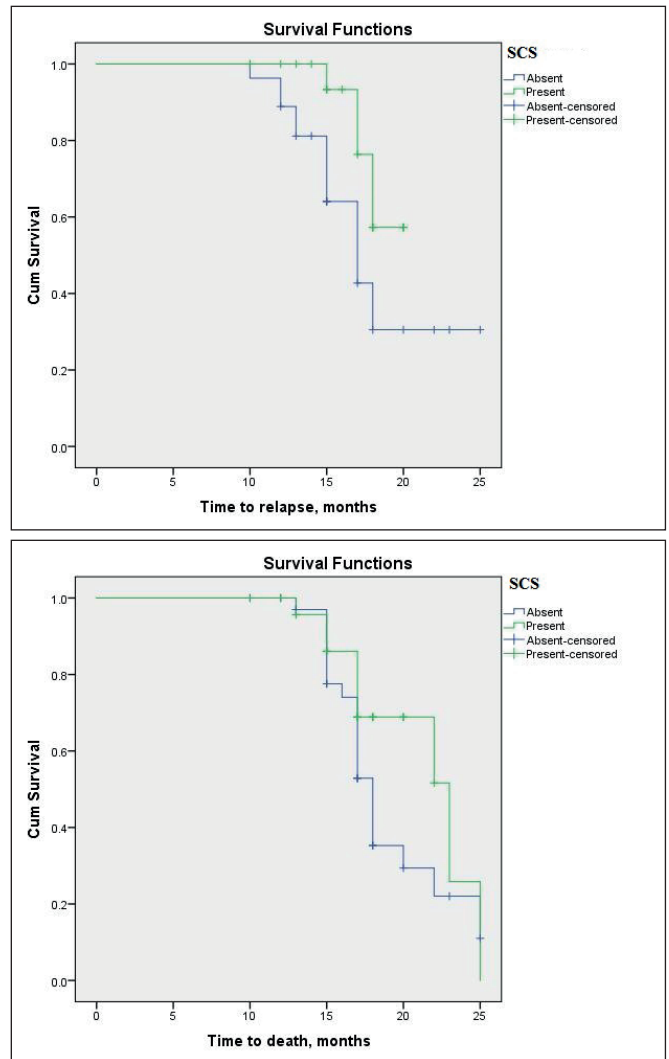 Survival Functions
SCS
Absent
Present
Absent-censored
Present-censored
1.0
0.8
0.6
0.4
0.2
0.0
Cum Survival
0 5 10 15 20 25
Time to relapse, months
Survival Functions
SCS
Absent
Present
Absent-censored
Present-censored
1.0
0.8
0.6
0.4
0.2
0.0
Cum Survival
0 5 10 15 20 25
Time to death, months